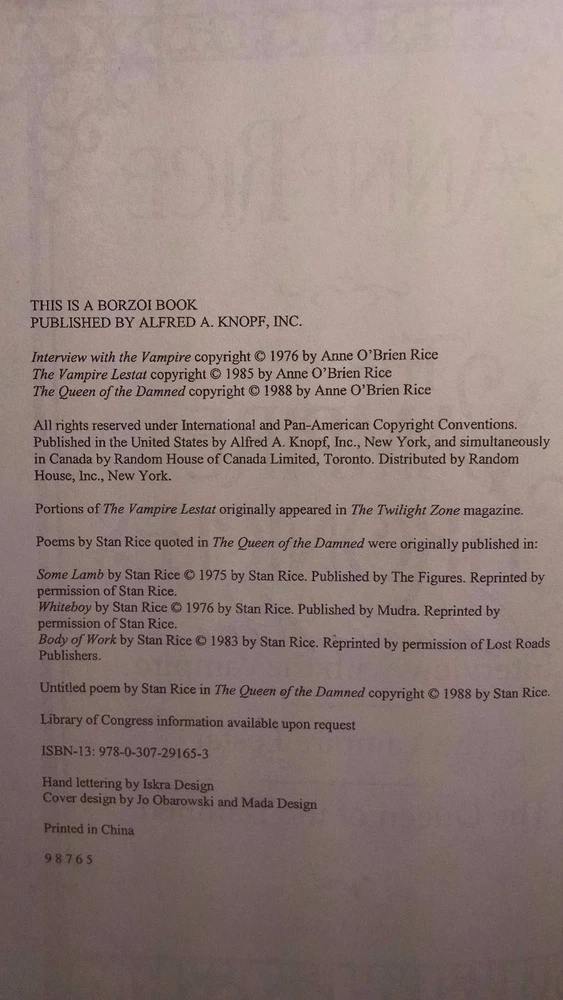 THIS IS A BORZOI BOOK
PUBLISHED BY ALFRED A. KNOPF, INC.
Interview with the Vampire copyright © 1976 by Anne O'Brien Rice
The Vampire Lestat copyright © 1985 by Anne O'Brien Rice
The Queen of the Damned copyright © 1988 by Anne O'Brien Rice
All rights reserved under International and Pan-American Copyright Conventions.
Published in the United States by Alfred A. Knopf, Inc., New York, and simultaneously
in Canada by Random House of Canada Limited, Toronto. Distributed by Random
House, Inc., New York.
Portions of The Vampire Lestat originally appeared in The Twilight Zone magazine.
Poems by Stan Rice quoted in The Queen of the Damned were originally published in:
Some Lamb by Stan Rice © 1975 by Stan Rice. Published by The Figures. Reprinted by
permission of Stan Rice.
Whiteboy by Stan Rice © 1976 by Stan Rice. Published by Mudra. Reprinted by
permission of Stan Rice.
Body of Work by Stan Rice © 1983 by Stan Rice. Reprinted by permission of Lost Roads
Publishers.
Untitled poem by Stan Rice in The Queen of the Damned copyright © 1988 by Stan Rice.
Library of Congress information available upon request
ISBN-13: 978-0-307-29165-3
Hand lettering by Iskra Design
Cover design by Jo Obarowski and Mada Design
Printed in China
9 8 7 6 5